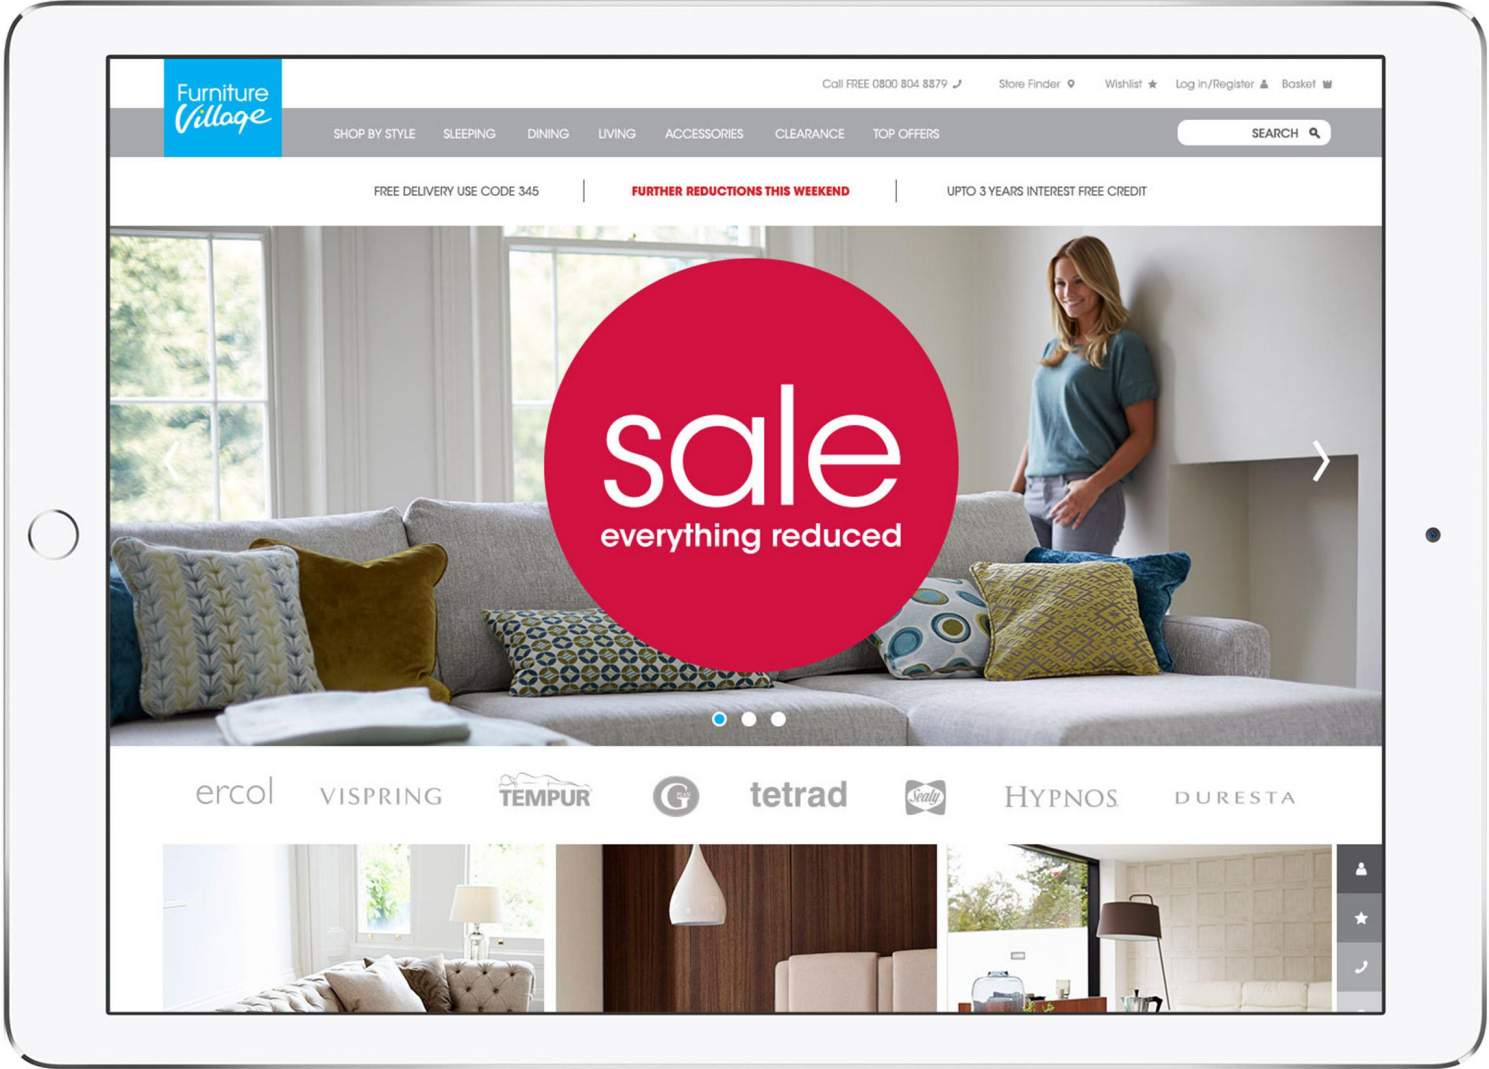 Furniture
Village
Call FREE 0800 804 8879
Store Finder
Wishlist
Log in/Register
Basket
SHOP BY STYLE
SLEEPING
DINING
LIVING
ACCESSORIES
CLEARANCE
TOP OFFERS
SEARCH
FREE DELIVERY USE CODE 345
FURTHER REDUCTIONS THIS WEEKEND
UPTO 3 YEARS INTEREST FREE CREDIT
sale
everything reduced
ercol
VISPRING
TEMPUR
G PLAN
tetrad
Sealy
HYPNOS
DURESTA